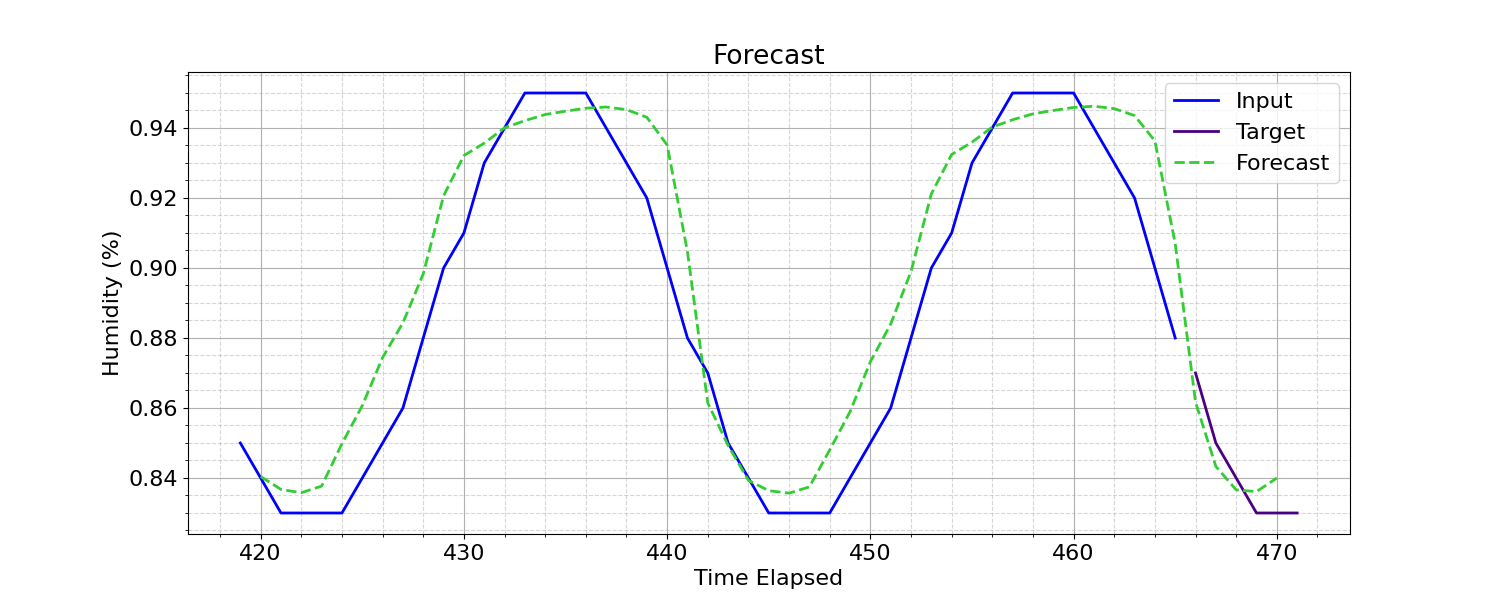 Forecast
Humidity (%)
0.94
0.92
0.90
0.88
0.86
0.84
420 430 440 450 460 470
Time Elapsed
Input
Target
Forecast